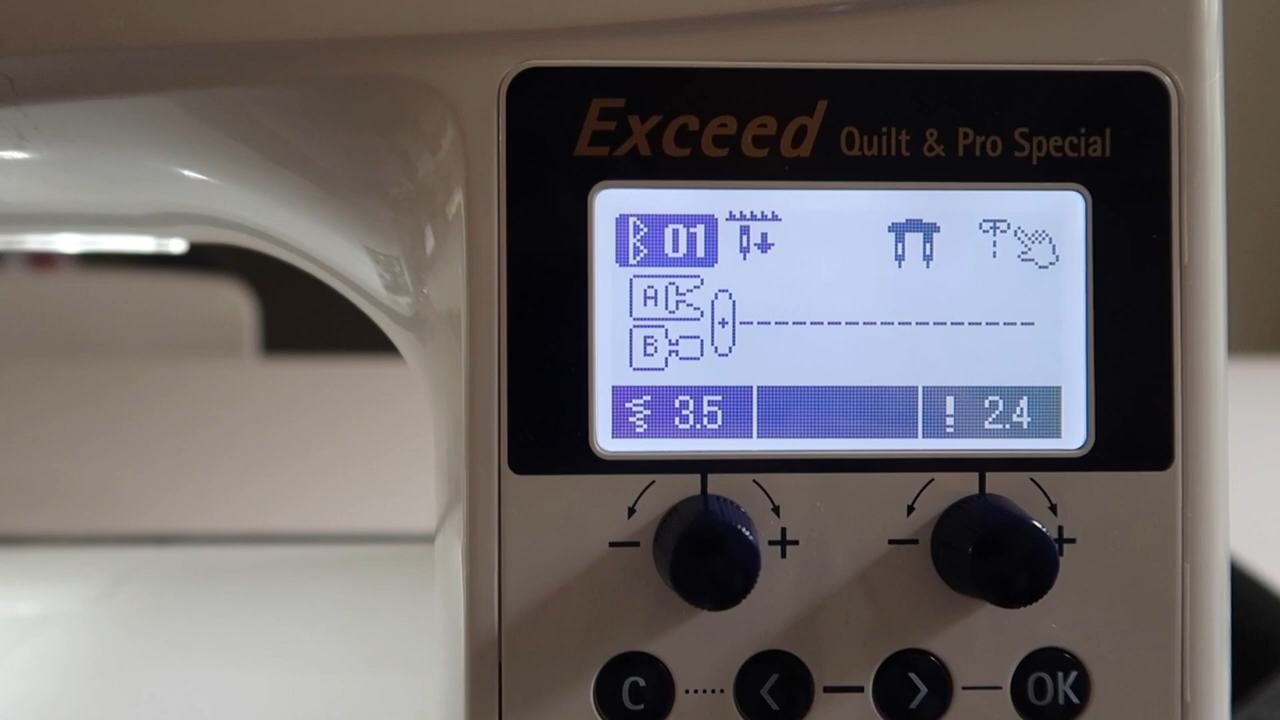 Exceed Quilt & Pro Special
01
A
B
3.5 2.4
− + − +
C < > OK